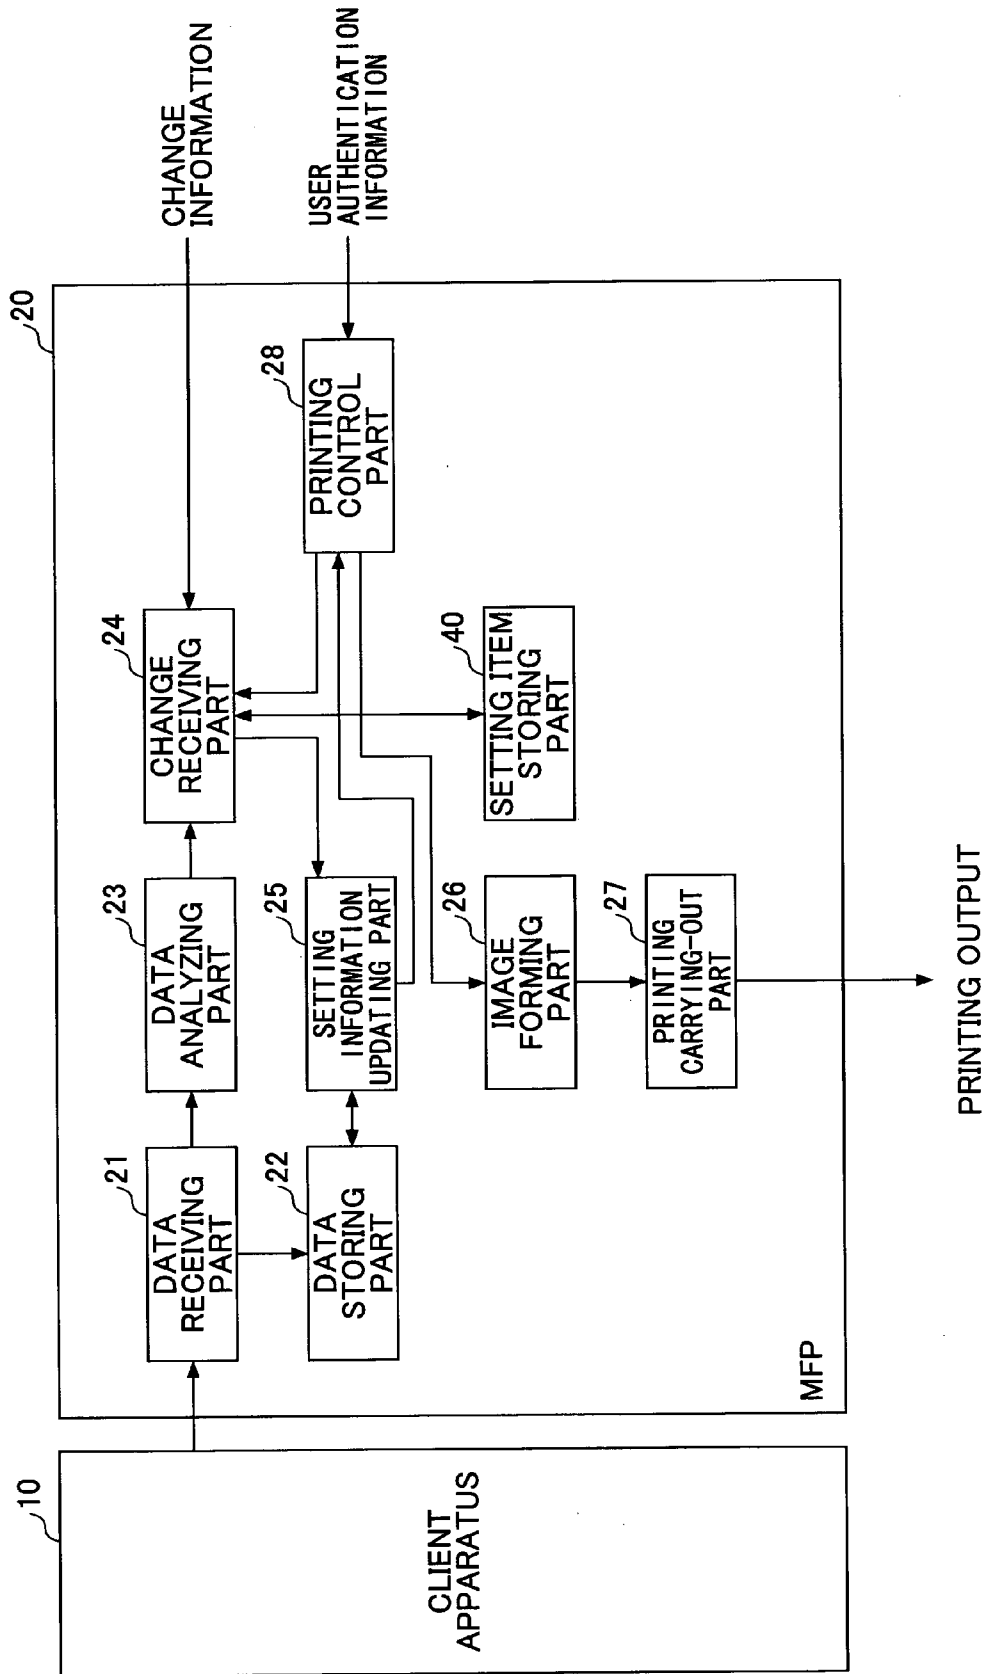 10
CLIENT
APPARATUS
20
MFP
21
DATA
RECEIVING
PART
22
DATA
STORING
PART
23
DATA
ANALYZING
PART
24
CHANGE
RECEIVING
PART
25
SETTING
INFORMATION
UPDATING PART
26
IMAGE
FORMING
PART
27
PRINTING
CARRYING-OUT
PART
28
PRINTING
CONTROL
PART
40
SETTING ITEM
STORING
PART
CHANGE
INFORMATION
USER
AUTHENTICATION
INFORMATION
PRINTING OUTPUT